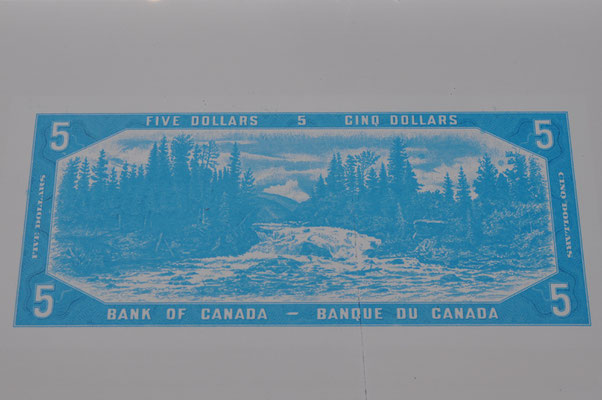 FIVE DOLLARS 5 CINQ DOLLARS
5 5
FIVE DOLLARS
CINQ DOLLARS
5 5
BANK OF CANADA – BANQUE DU CANADA